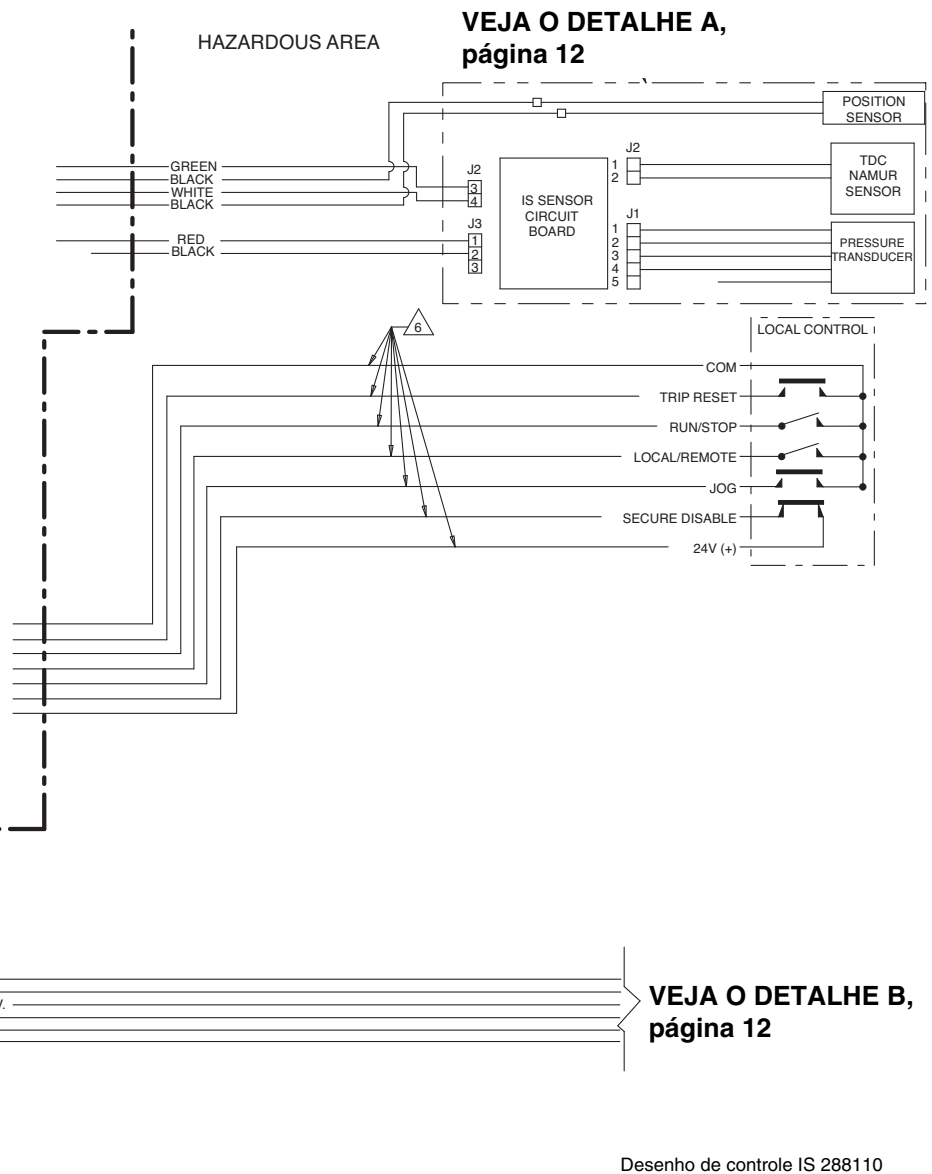 HAZARDOUS AREA
VEJA O DETALHE A,
página 12
POSITION
SENSOR
GREEN
BLACK
WHITE
BLACK
RED
BLACK
J2
3
4
J3
1
2
3
IS SENSOR
CIRCUIT
BOARD
J2
1
2
J1
1
2
3
4
5
TDC
NAMUR
SENSOR
PRESSURE
TRANSDUCER
6
LOCAL CONTROL
COM
TRIP RESET
RUN/STOP
LOCAL/REMOTE
JOG
SECURE DISABLE
24V (+)
VEJA O DETALHE B,
página 12
Desenho de controle IS 288110